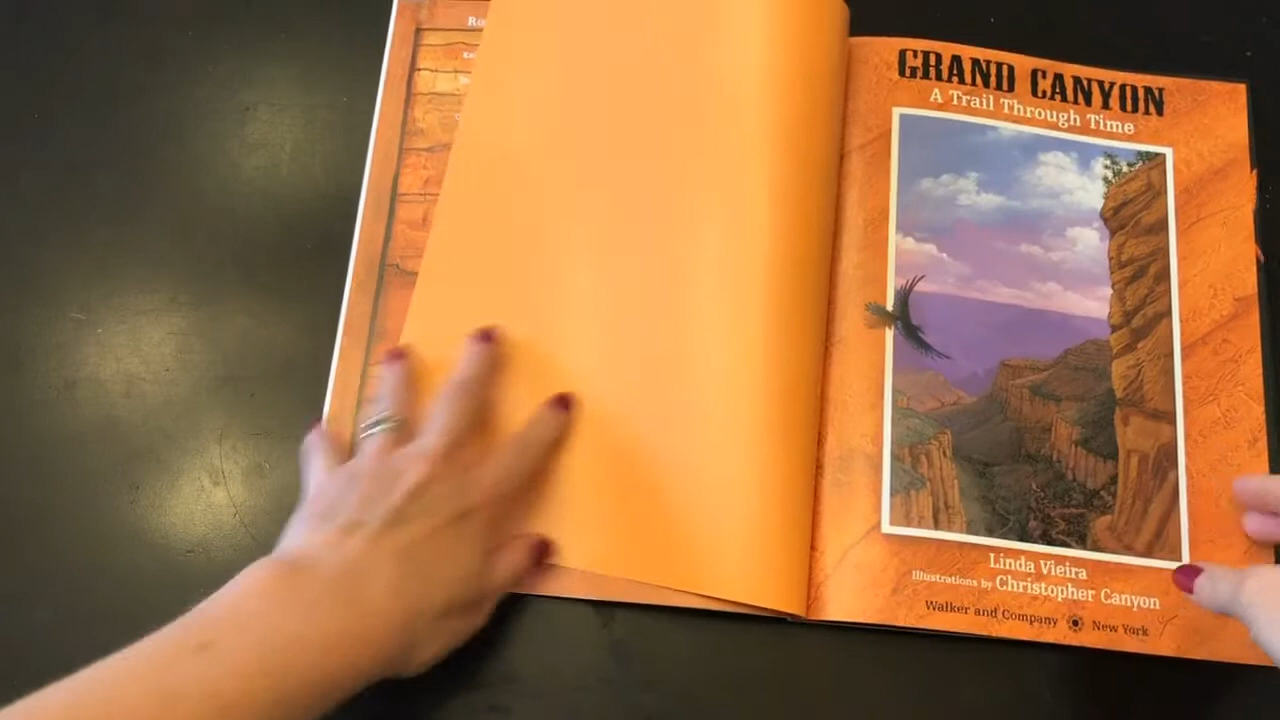 GRAND CANYON
A Trail Through Time
Linda Vieira
Illustrations by Christopher Canyon
Walker and Company New York